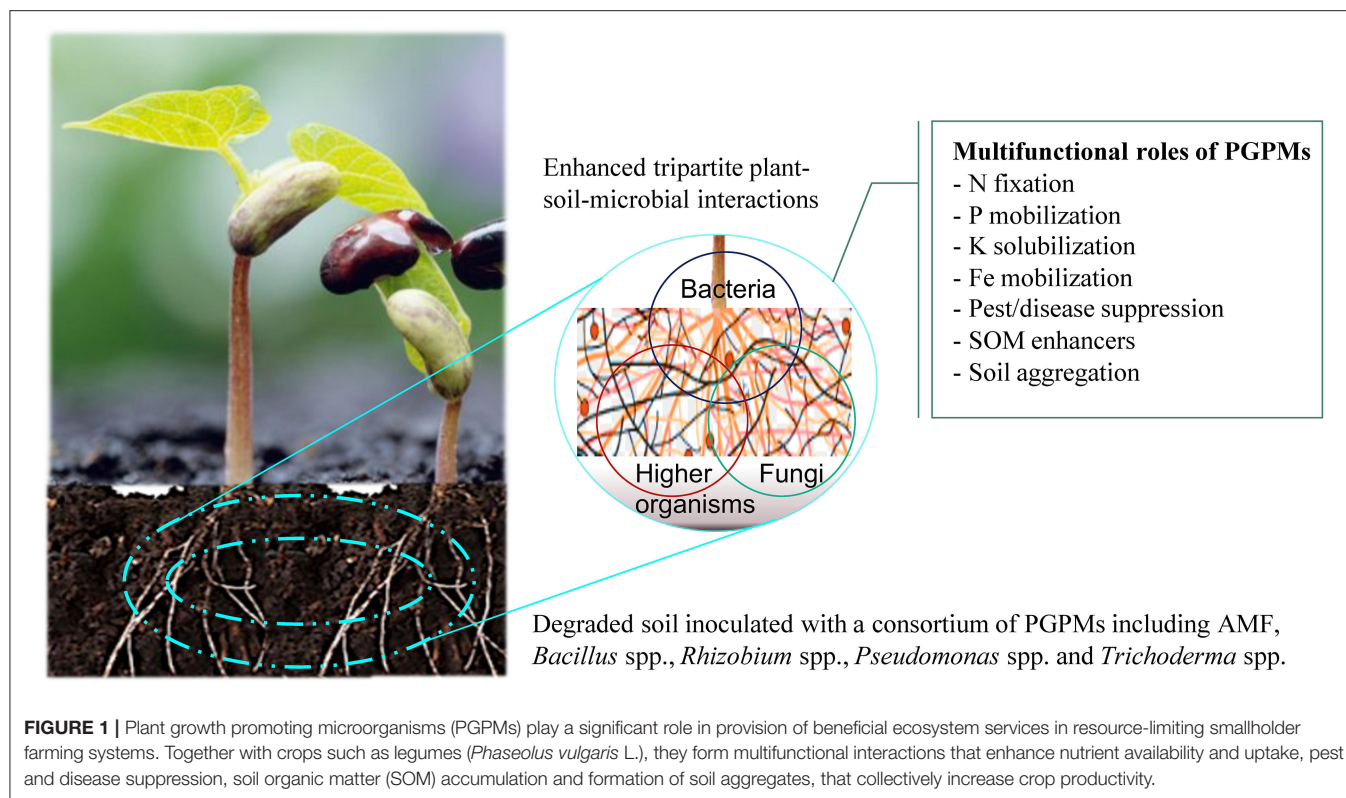 Enhanced tripartite plant-
soil-microbial interactions
Bacteria
Higher
organisms
Fungi
Multifunctional roles of PGPMs
- N fixation
- P mobilization
- K solubilization
- Fe mobilization
- Pest/disease suppression
- SOM enhancers
- Soil aggregation
Degraded soil inoculated with a consortium of PGPMs including AMF,
Bacillus spp., Rhizobium spp., Pseudomonas spp. and Trichoderma spp.
FIGURE 1 | Plant growth promoting microorganisms (PGPMs) play a significant role in provision of beneficial ecosystem services in resource-limiting smallholder
farming systems. Together with crops such as legumes (Phaseolus vulgaris L.), they form multifunctional interactions that enhance nutrient availability and uptake, pest
and disease suppression, soil organic matter (SOM) accumulation and formation of soil aggregates, that collectively increase crop productivity.